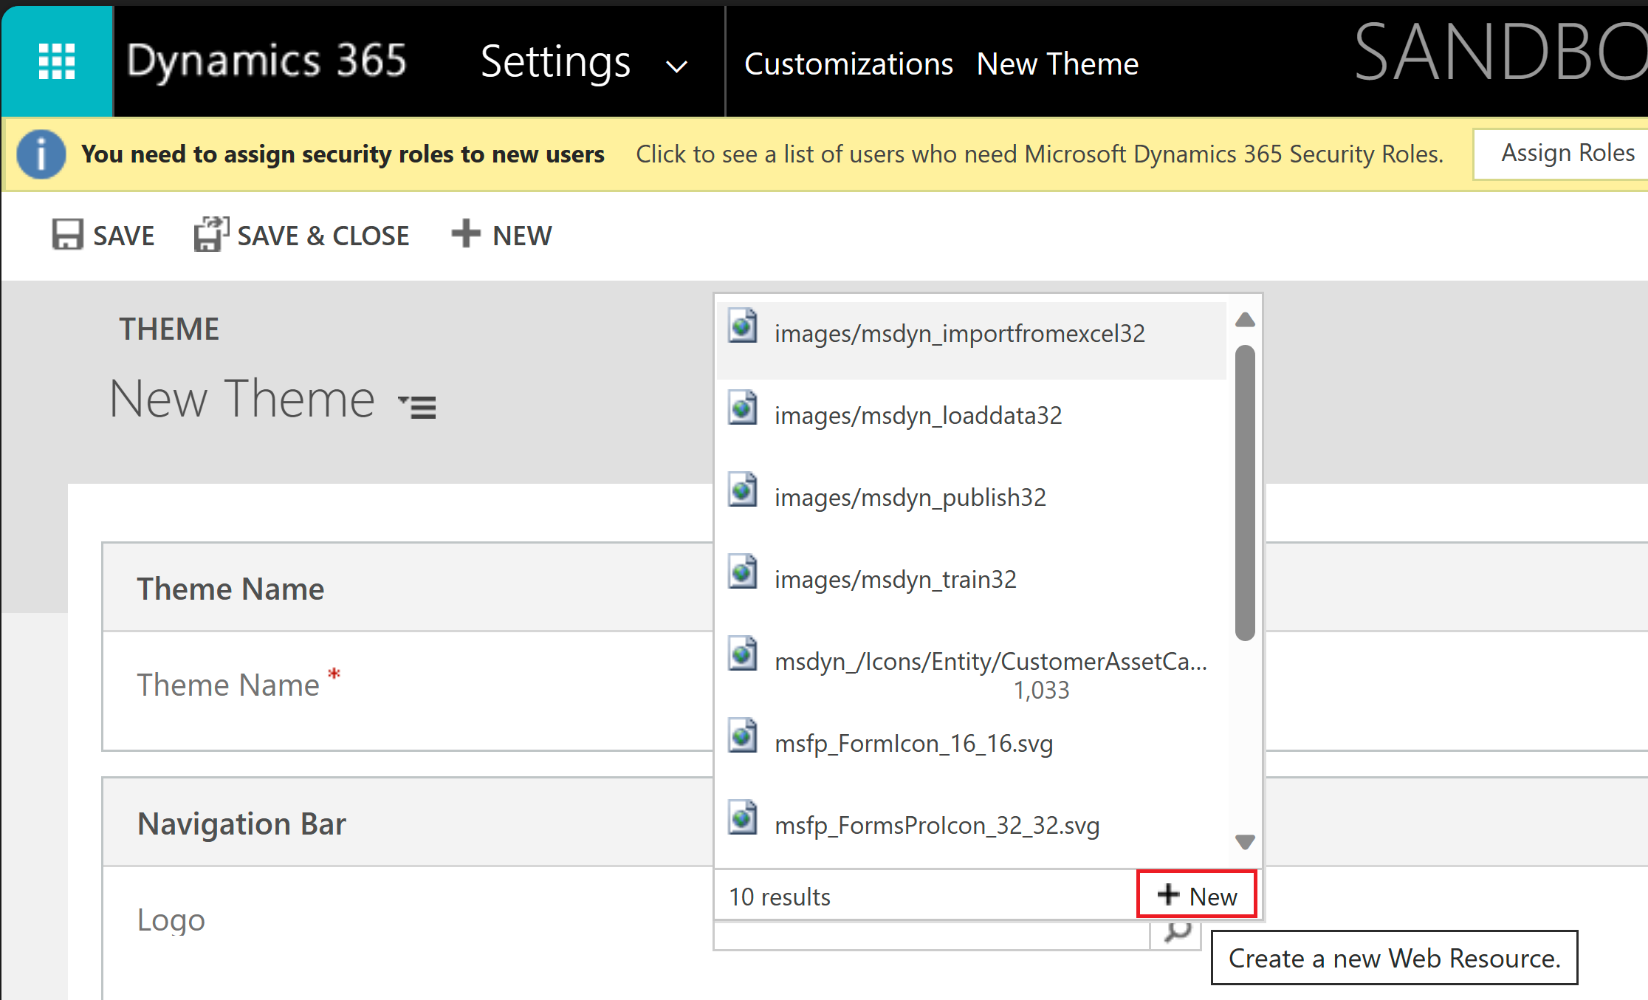 Dynamics 365 Settings Customizations New Theme SANDBO
You need to assign security roles to new users Click to see a list of users who need Microsoft Dynamics 365 Security Roles. Assign Roles
SAVE SAVE & CLOSE NEW
THEME
New Theme
images/msdyn_importfromexcel32
images/msdyn_loaddata32
images/msdyn_publish32
images/msdyn_train32
msdyn_/Icons/Entity/CustomerAssetCa...
1,033
msfp_FormIcon_16_16.svg
msfp_FormsProIcon_32_32.svg
10 results New
Create a new Web Resource.
Theme Name
Theme Name *
Navigation Bar
Logo